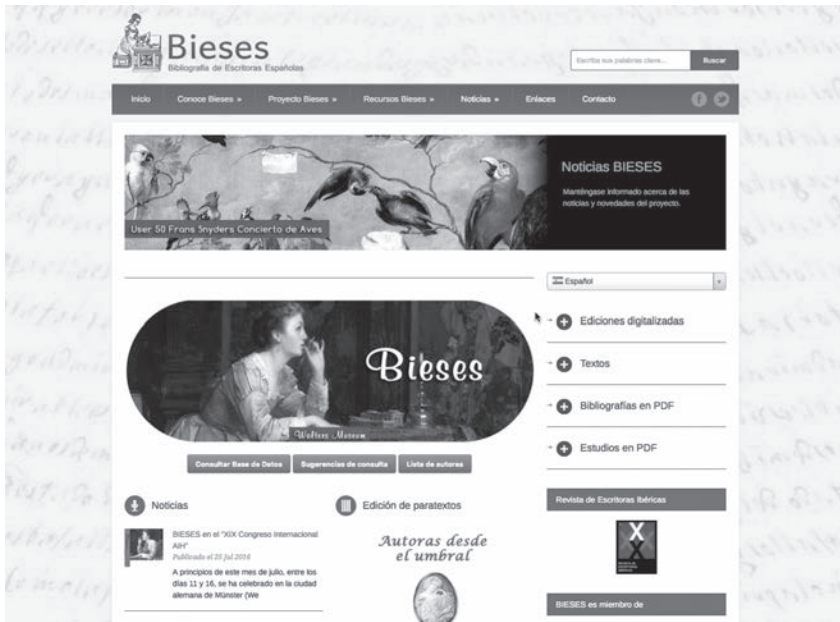 Bieses
Bibliografía de Escritoras Españolas
Escriba sus palabras clave...
Buscar
Inicio
Conoce Bieses »
Proyecto Bieses »
Recursos Bieses »
Noticias »
Enlaces
Contacto
Noticias BIESES
Manténgase informado acerca de las
noticias y novedades del proyecto.
User 50 Frans Snyders Concierto de Aves
Español
Bieses
Walters Museum
Ediciones digitalizadas
Textos
Bibliografías en PDF
Estudios en PDF
Consultar Base de Datos
Sugerencias de consulta
Lista de autores
Noticias
BIESES en el "XIX Congreso Internacional
AIH"
Publicado el 25 Jul 2016
A principios de este mes de julio, entre los
días 11 y 16, se ha celebrado en la ciudad
alemana de Münster (We
Edición de paratextos
Autoras desde
el umbral
Revista de Escritoras Ibéricas
XX
BIESES es miembro de